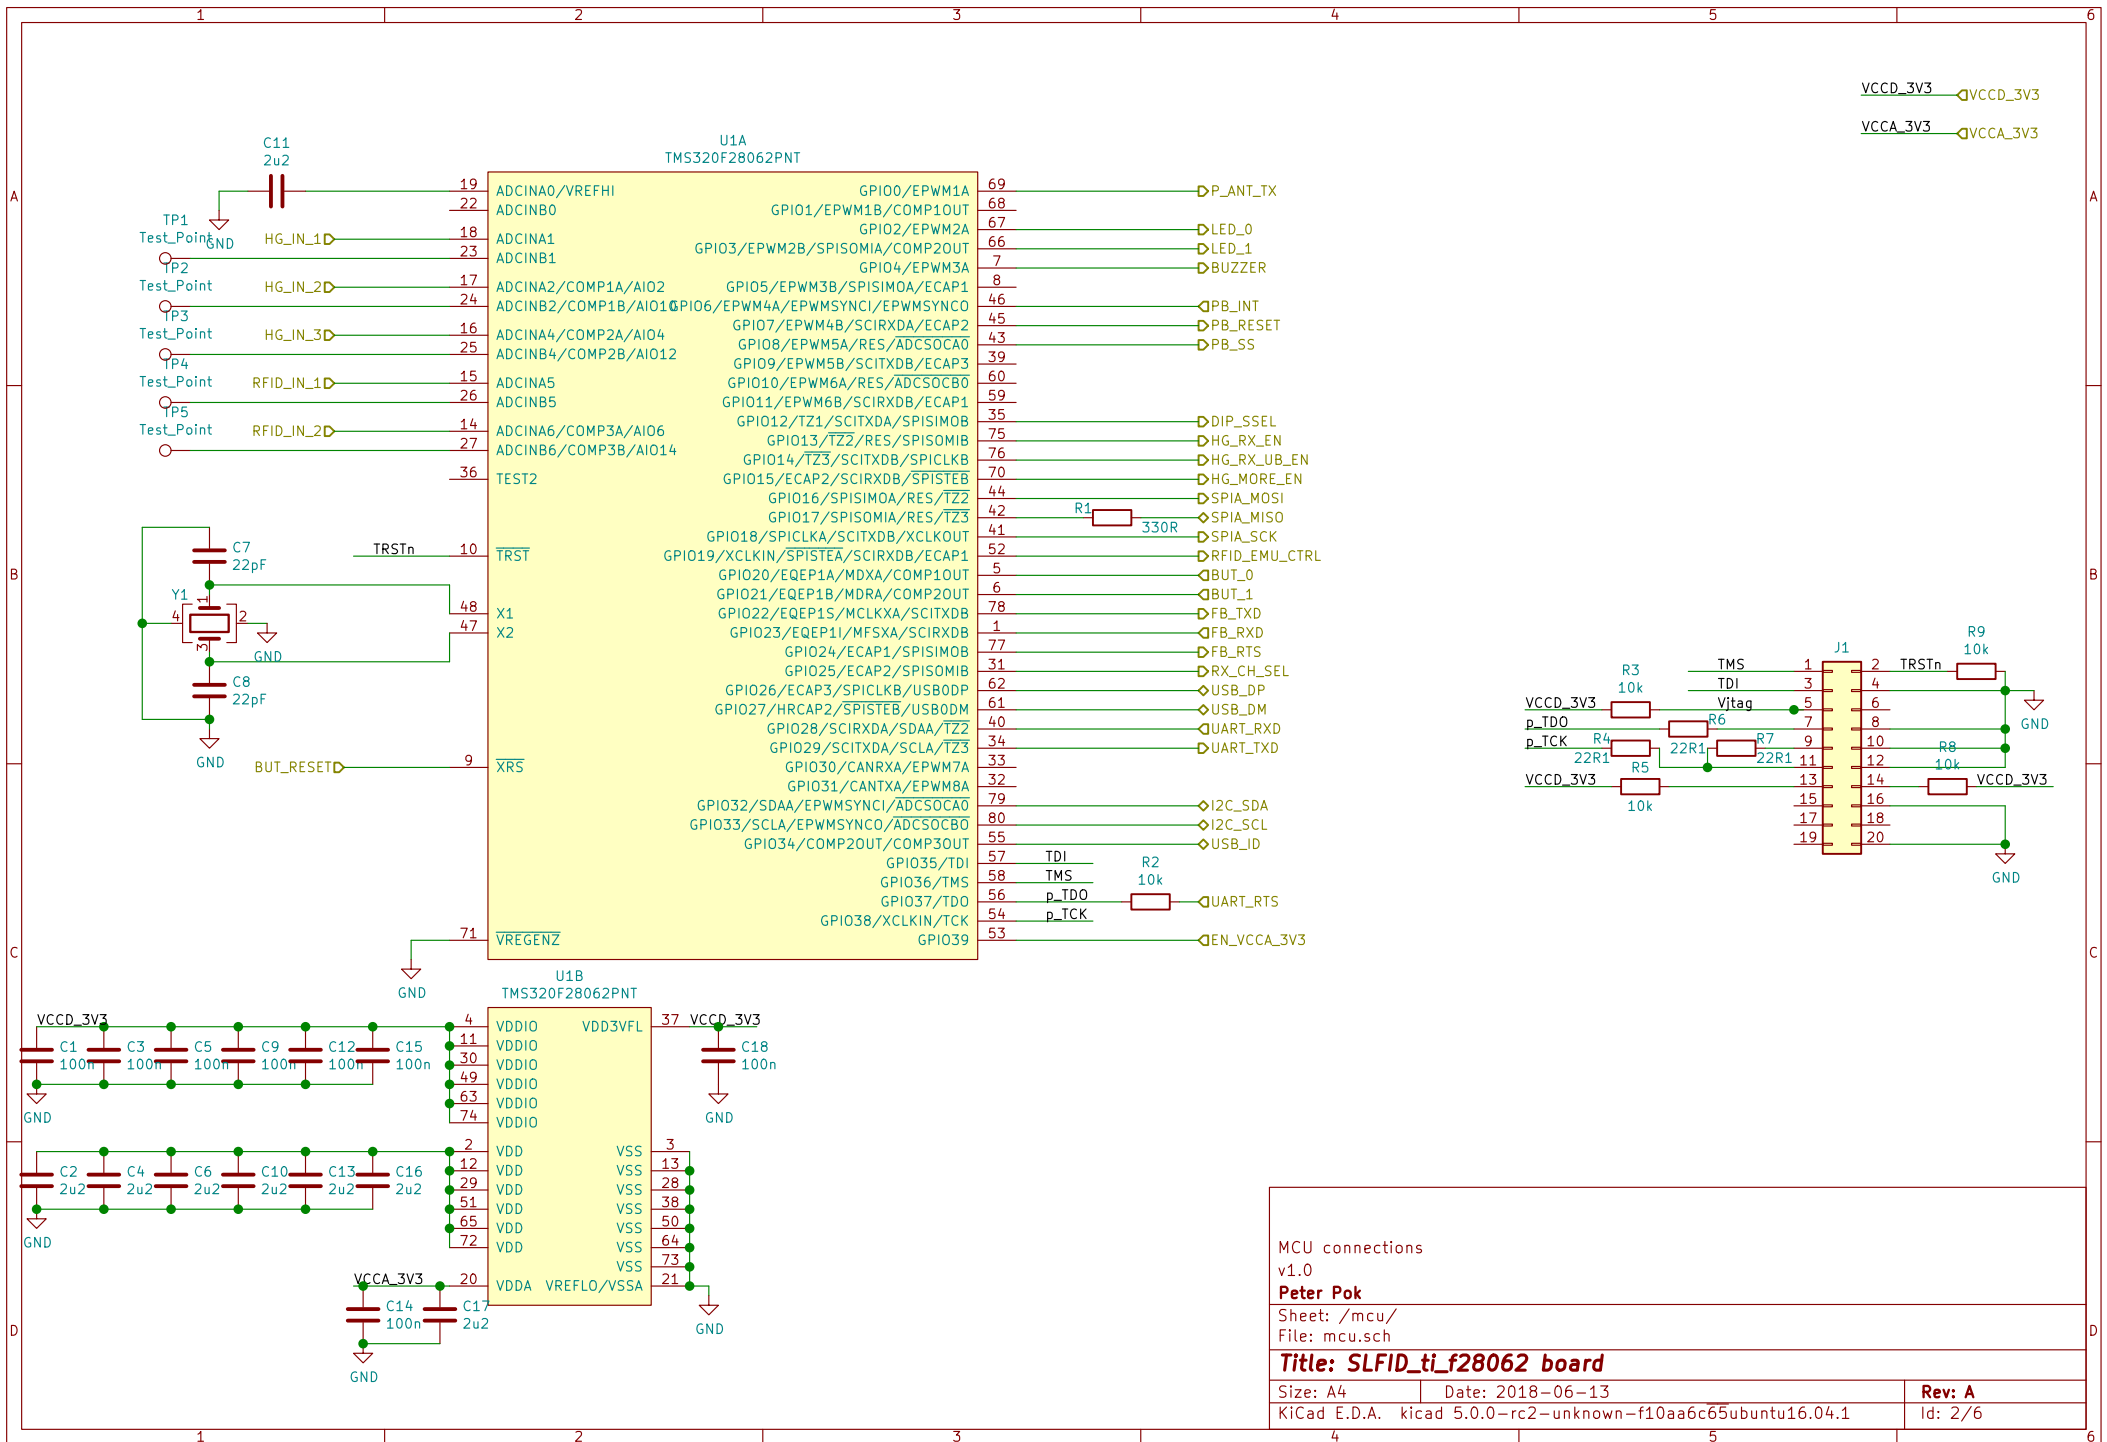 1 2 3 4 5 6
A
B
C
D
A
B
C
D
1 2 3 4 5 6
VCCD_3V3 VCCD_3V3
VCCA_3V3 VCCA_3V3
U1A
TMS320F28062PNT
C11
2u2
GND
TP1
Test_Point
TP2
Test_Point
TP3
Test_Point
TP4
Test_Point
TP5
Test_Point
HG_IN_1
HG_IN_2
HG_IN_3
RFID_IN_1
RFID_IN_2
19 ADCINA0/VREFHI
22 ADCINB0
18 ADCINA1
23 ADCINB1
17 ADCINA2/COMP1A/AIO2
24 ADCINB2/COMP1B/AIO10
16 ADCINA4/COMP2A/AIO4
25 ADCINB4/COMP2B/AIO12
15 ADCINA5
26 ADCINB5
14 ADCINA6/COMP3A/AIO6
27 ADCINB6/COMP3B/AIO14
36 TEST2
TRSTn 10 TRST
48 X1
47 X2
BUT_RESET 9 XRS
71 VREGENZ
GND
C7
22pF
Y1
1
4 2
3
GND
C8
22pF
GND
GPIO0/EPWM1A 69 P_ANT_TX
GPIO1/EPWM1B/COMP1OUT 68
GPIO2/EPWM2A 67 LED_0
GPIO3/EPWM2B/SPISOMIA/COMP2OUT 66 LED_1
GPIO4/EPWM3A 7 BUZZER
GPIO5/EPWM3B/SPISIMOA/ECAP1 8
GPIO6/EPWM4A/EPWMSYNCI/EPWMSYNCO 46 PB_INT
GPIO7/EPWM4B/SCIRXDA/ECAP2 45 PB_RESET
GPIO8/EPWM5A/RES/ADCSOCA0 43 PB_SS
GPIO9/EPWM5B/SCITXDB/ECAP3 39
GPIO10/EPWM6A/RES/ADCSOCB0 60
GPIO11/EPWM6B/SCIRXDB/ECAP1 59
GPIO12/TZ1/SCITXDA/SPISIMOB 35 DIP_SSEL
GPIO13/TZ2/RES/SPISOMIB 75 HG_RX_EN
GPIO14/TZ3/SCITXDB/SPICLKB 76 HG_RX_UB_EN
GPIO15/ECAP2/SCIRXDB/SPISTEB 70 HG_MORE_EN
GPIO16/SPISIMOA/RES/TZ2 44 SPIA_MOSI
GPIO17/SPISOMIA/RES/TZ3 42 R1 330R SPIA_MISO
GPIO18/SPICLKA/SCITXDB/XCLKOUT 41 SPIA_SCK
GPIO19/XCLKIN/SPISTEA/SCIRXDB/ECAP1 52 RFID_EMU_CTRL
GPIO20/EQEP1A/MDXA/COMP1OUT 5 BUT_0
GPIO21/EQEP1B/MDRA/COMP2OUT 6 BUT_1
GPIO22/EQEP1S/MCLKXA/SCITXDB 78 FB_TXD
GPIO23/EQEP1I/MFSXA/SCIRXDB 1 FB_RXD
GPIO24/ECAP1/SPISIMOB 77 FB_RTS
GPIO25/ECAP2/SPISOMIB 31 RX_CH_SEL
GPIO26/ECAP3/SPICLKB/USB0DP 62 USB_DP
GPIO27/HRCAP2/SPISTEB/USB0DM 61 USB_DM
GPIO28/SCIRXDA/SDAA/TZ2 40 UART_RXD
GPIO29/SCITXDA/SCLA/TZ3 34 UART_TXD
GPIO30/CANRXA/EPWM7A 33
GPIO31/CANTXA/EPWM8A 32
GPIO32/SDAA/EPWMSYNCI/ADCSOCA0 79 I2C_SDA
GPIO33/SCLA/EPWMSYNCO/ADCSOCBO 80 I2C_SCL
GPIO34/COMP2OUT/COMP3OUT 55 USB_ID
GPIO35/TDI 57 TDI
GPIO36/TMS 58 TMS
GPIO37/TDO 56 p_TDO R2 10k UART_RTS
GPIO38/XCLKIN/TCK 54 p_TCK
GPIO39 53 EN_VCCA_3V3
J1
R9
10k
TMS 1 2 TRSTn
TDI 3 4
R3
10k
VCCD_3V3 Vjtag 5 6
GND
p_TDO R6 22R1 7 8
p_TCK R4 22R1 R7 22R1 9 10
11 12
R5
10k
R8
10k
VCCD_3V3 13 14 VCCD_3V3
15 16
17 18
19 20
GND
U1B
TMS320F28062PNT
VCCD_3V3
C1
100n
C3
100n
C5
100n
C9
100n
C12
100n
C15
100n
GND
4 VDDIO
11 VDDIO
30 VDDIO
49 VDDIO
63 VDDIO
74 VDDIO
VDD3VFL 37 VCCD_3V3
C18
100n
GND
C2
2u2
C4
2u2
C6
2u2
C10
2u2
C13
2u2
C16
2u2
GND
2 VDD
12 VDD
29 VDD
51 VDD
65 VDD
72 VDD
VSS 3
VSS 13
VSS 28
VSS 38
VSS 50
VSS 64
VSS 73
VCCA_3V3 20 VDDA VREFLO/VSSA 21
C14
100n
C17
2u2
GND
GND
MCU connections
v1.0
Peter Pok
Sheet: /mcu/
File: mcu.sch
Title: SLFID_ti_f28062 board
Size: A4 Date: 2018-06-13 Rev: A
KiCad E.D.A. kicad 5.0.0-rc2-unknown-f10aa6c65ubuntu16.04.1 Id: 2/6